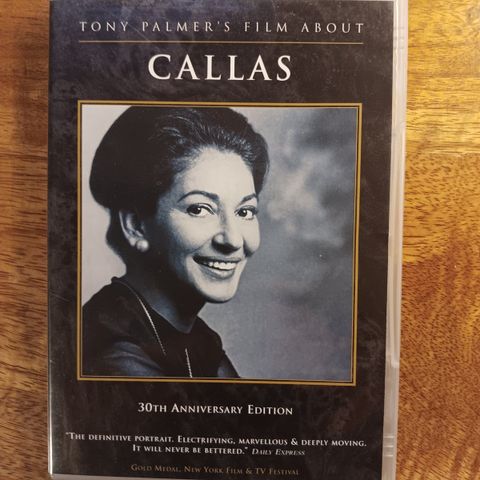 TONY PALMER'S FILM ABOUT
CALLAS
30TH ANNIVERSARY EDITION
"THE DEFINITIVE PORTRAIT. ELECTRIFYING, MARVELLOUS & DEEPLY MOVING.
IT WILL NEVER BE BETTERED." DAILY EXPRESS
GOLD MEDAL, NEW YORK FILM & TV FESTIVAL